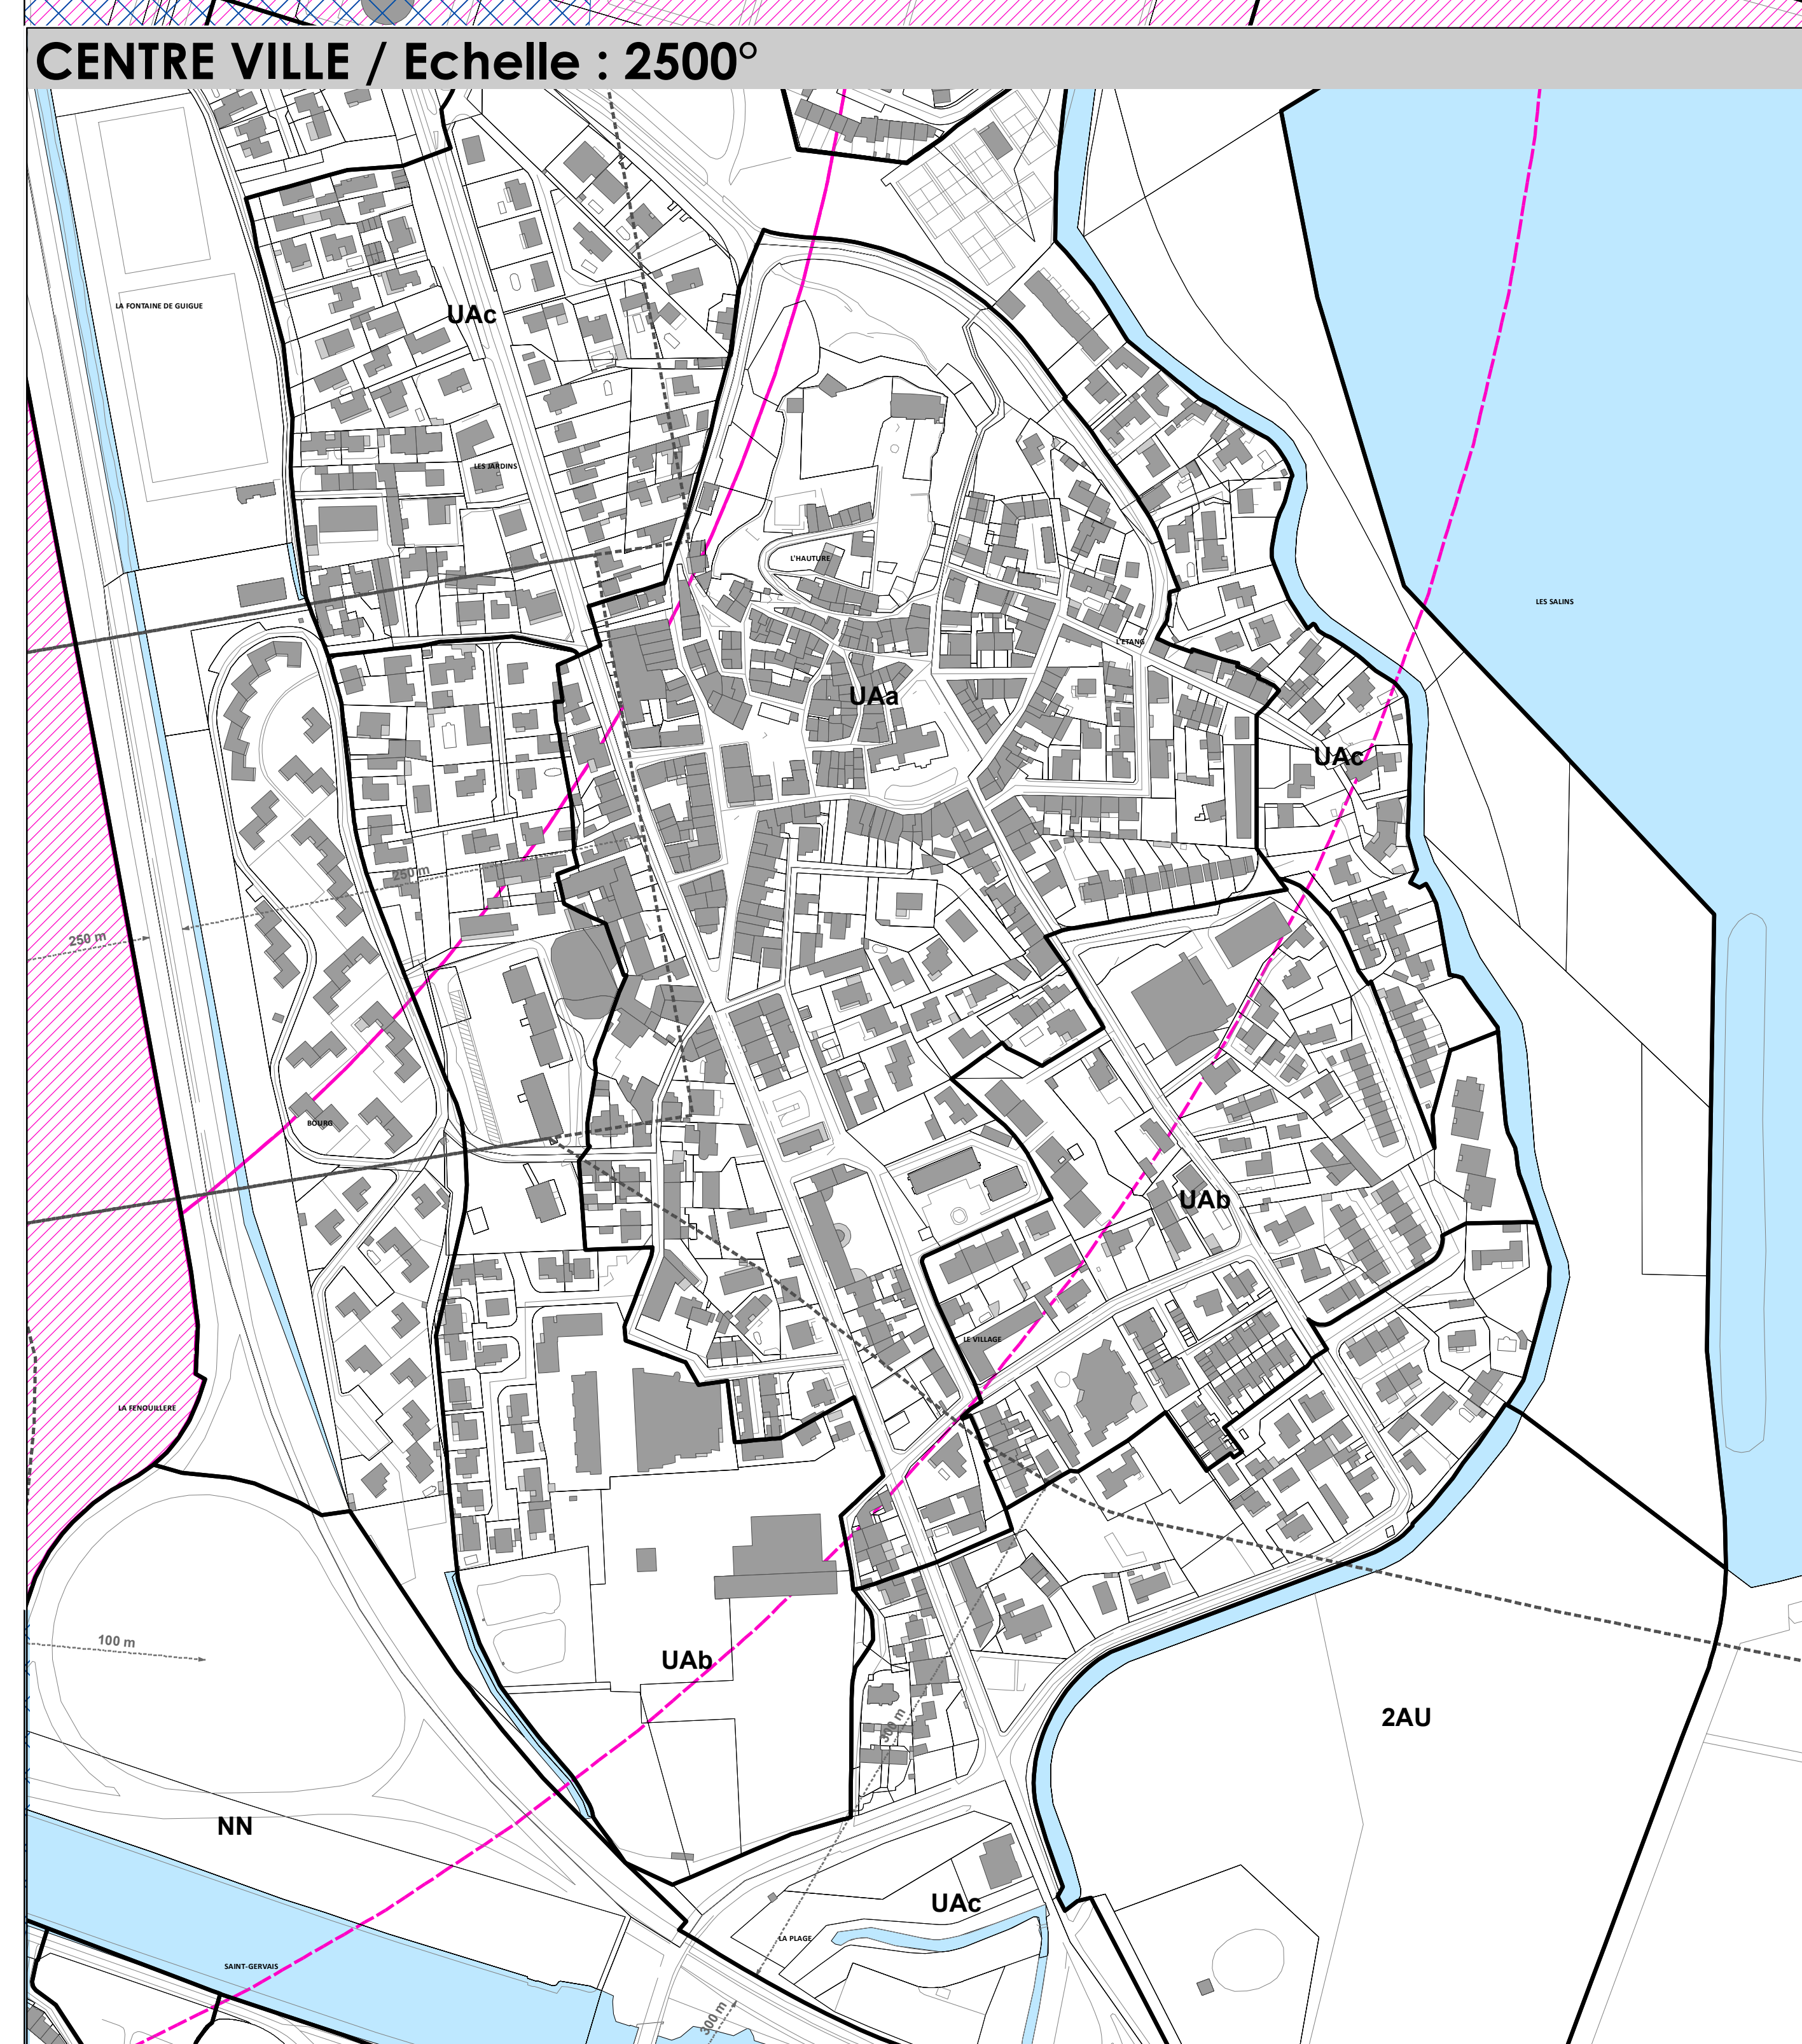 CENTRE VILLE / Echelle : 2500°
LA FONTAINE DE GUIGUE
UAc
LES JARDINS
L'HAUTURE
LES SALINS
L'ETANG
UAa
UAc
250 m
250 m
BOURG
UAb
LE VILLAGE
LA FENOUILLERE
100 m
UAb
300 m
2AU
NN
UAc
LA PLAGE
SAINT-GERVAIS
300 m